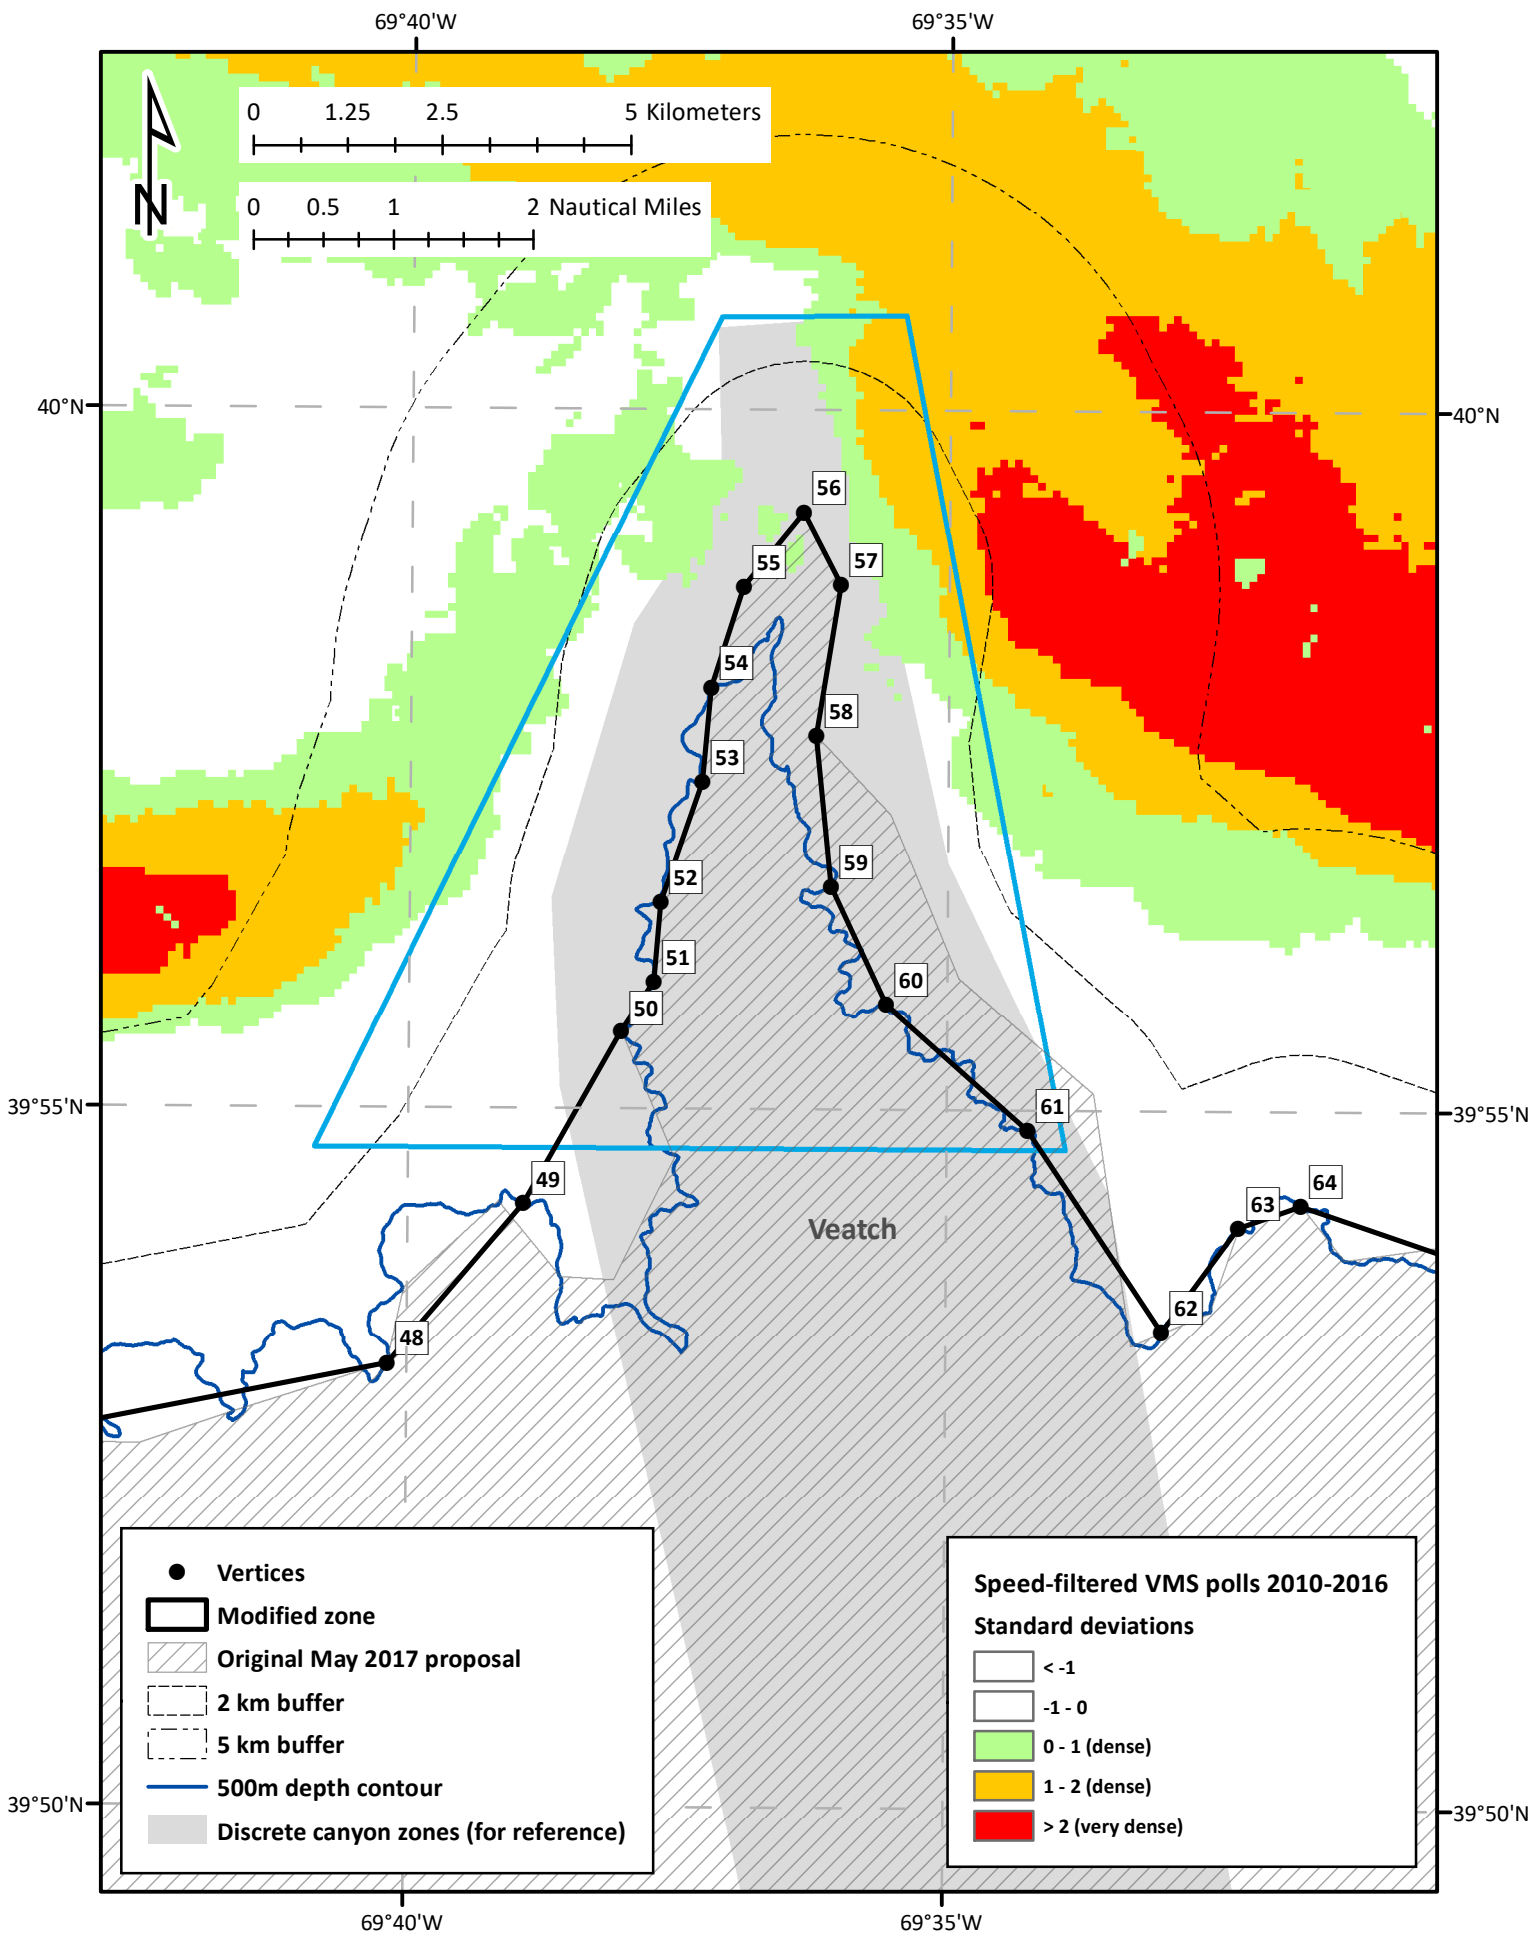 69°40'W 69°35'W
0 1.25 2.5 5 Kilometers
N
0 0.5 1 2 Nautical Miles
40°N 40°N
56
55 57
54
58
53
59
52
51
60
50
39°55'N 61 39°55'N
49
64
63
Veatch
62
48
Vertices
Modified zone
Original May 2017 proposal
2 km buffer
5 km buffer
500m depth contour
Discrete canyon zones (for reference)
Speed-filtered VMS polls 2010-2016
Standard deviations
< -1
-1 - 0
0 - 1 (dense)
1 - 2 (dense)
> 2 (very dense)
39°50'N 39°50'N
69°40'W 69°35'W